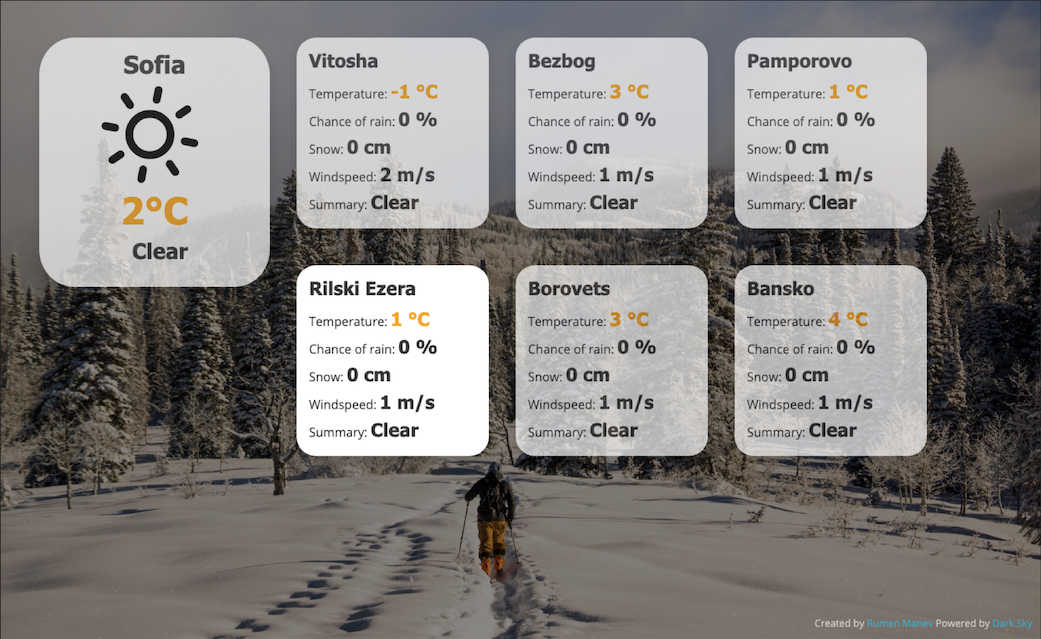 Sofia
2°C
Clear
Vitosha
Temperature: -1 °C
Chance of rain: 0 %
Snow: 0 cm
Windspeed: 2 m/s
Summary: Clear
Bezbog
Temperature: 3 °C
Chance of rain: 0 %
Snow: 0 cm
Windspeed: 1 m/s
Summary: Clear
Pamporovo
Temperature: 1 °C
Chance of rain: 0 %
Snow: 0 cm
Windspeed: 1 m/s
Summary: Clear
Rilski Ezera
Temperature: 1 °C
Chance of rain: 0 %
Snow: 0 cm
Windspeed: 1 m/s
Summary: Clear
Borovets
Temperature: 3 °C
Chance of rain: 0 %
Snow: 0 cm
Windspeed: 1 m/s
Summary: Clear
Bansko
Temperature: 4 °C
Chance of rain: 0 %
Snow: 0 cm
Windspeed: 1 m/s
Summary: Clear
Created by Rumen Manev Powered by Dark Sky